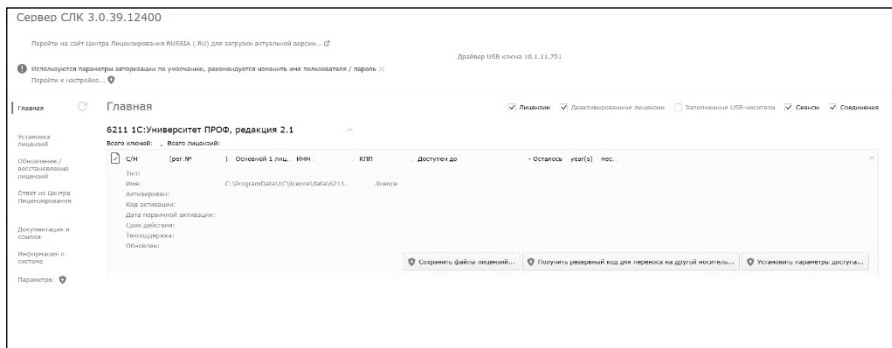 Сервер СЛК 3.0.39.12400
Перейти на сайт Центра Лицензирования RUSSIA (.RU) для загрузки актуальной версии...
Драйвер USB ключа 10.1.11.701
Используются параметры авторизации по умолчанию, рекомендуется изменить имя пользователя / пароль
Перейти к настройке...
Главная
Главная
Лицензии Деактивированные лицензии Заполненные USB-носители Сеансы Соединения
Установка лицензий
6211 1С:Университет ПРОФ, редакция 2.1
Всего ключей: , Всего лицензий:
Обновление / восстановление лицензий
С/Н (рег.№ ), Основной 1 лиц., ИНН КПП , Доступен до - Осталось year(s) мес.
Тип:
Имя: C:\ProgramData\1C\licence\data\6211. .licence
Ответ из Центра Лицензирования
Активирован:
Код активации:
Дата первичной активации:
Документация и ссылки
Срок действия:
Техподдержка:
Обновлен:
Информация о системе
Сохранить файлы лицензий... Получить резервный код для переноса на другой носитель... Установить параметры доступа...
Параметры